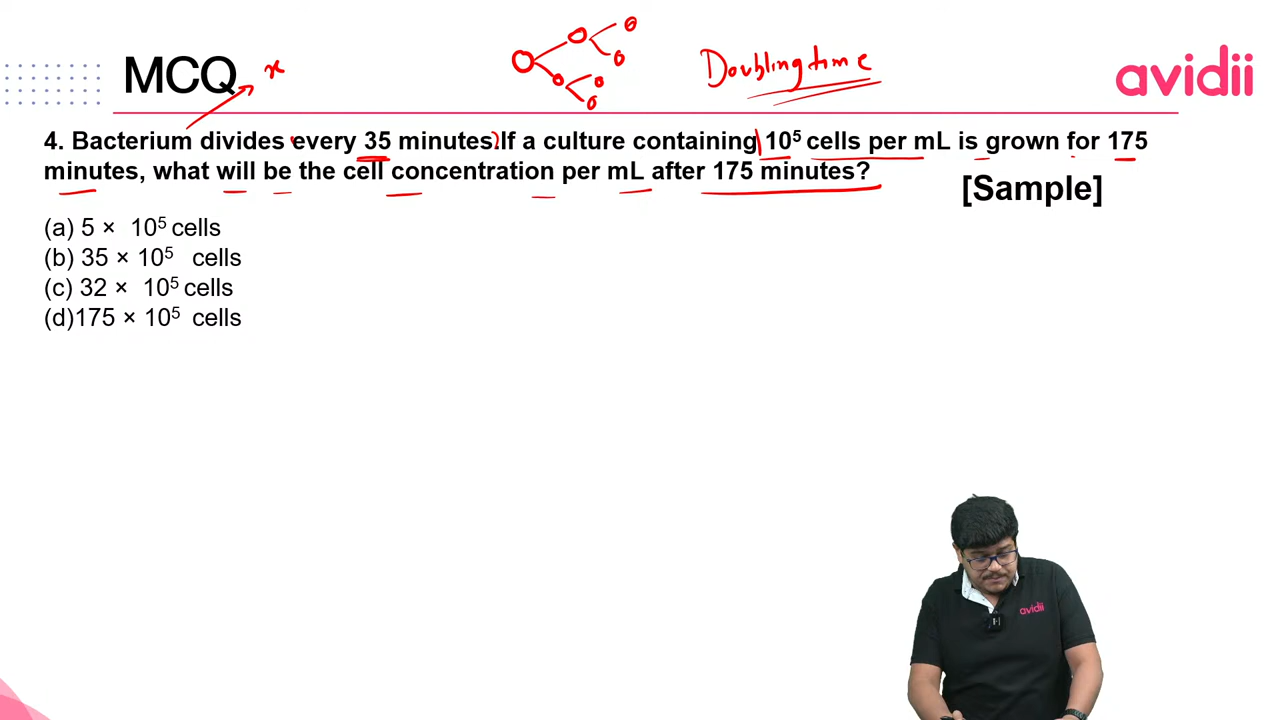 MCQ x Doubling time avidii
4. Bacterium divides every 35 minutes. If a culture containing 10⁵ cells per mL is grown for 175
minutes, what will be the cell concentration per mL after 175 minutes?
[Sample]
(a) 5 × 10⁵ cells
(b) 35 × 10⁵ cells
(c) 32 × 10⁵ cells
(d)175 × 10⁵ cells
avidii